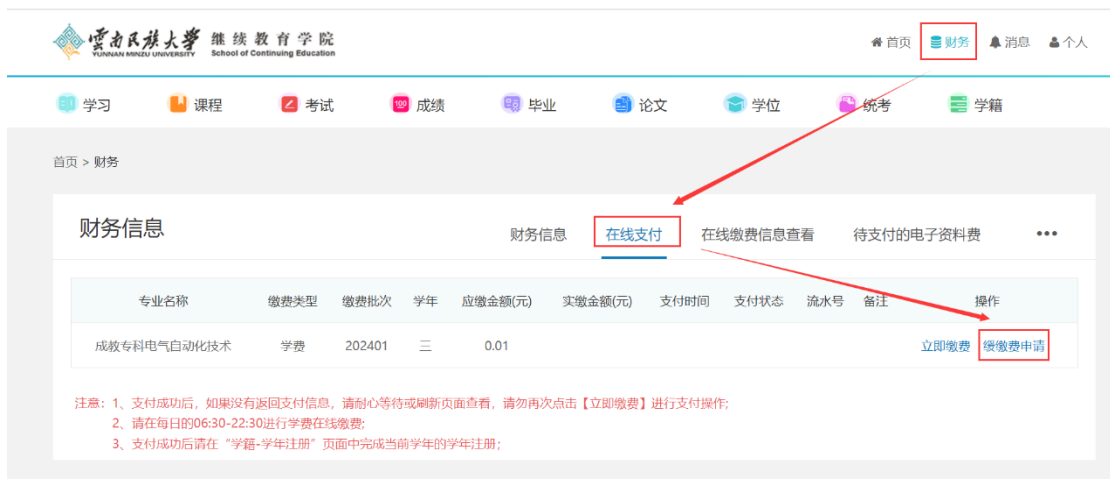 雲南民族大學 继续教育学院
YUNNAN MINZU UNIVERSITY School of Continuing Education
首页 财务 消息 个人
学习 课程 100 成绩 考试 毕业 论文 学位 统考 学籍
首页 > 财务
财务信息
财务信息 在线支付 在线缴费信息查看 待支付的电子资料费 •••
专业名称 缴费类型 缴费批次 学年 应缴金额(元) 实缴金额(元) 支付时间 支付状态 流水号 备注 操作
成教专科电气自动化技术 学费 202401 三 0.01 立即缴费 缓缴费申请
注意：1、支付成功后，如果没有返回支付信息，请耐心等待或刷新页面查看，请勿再次点击【立即缴费】进行支付操作;
2、请在每日的06:30-22:30进行学费在线缴费;
3、支付成功后请在“学籍-学年注册”页面中完成当前学年的学年注册;